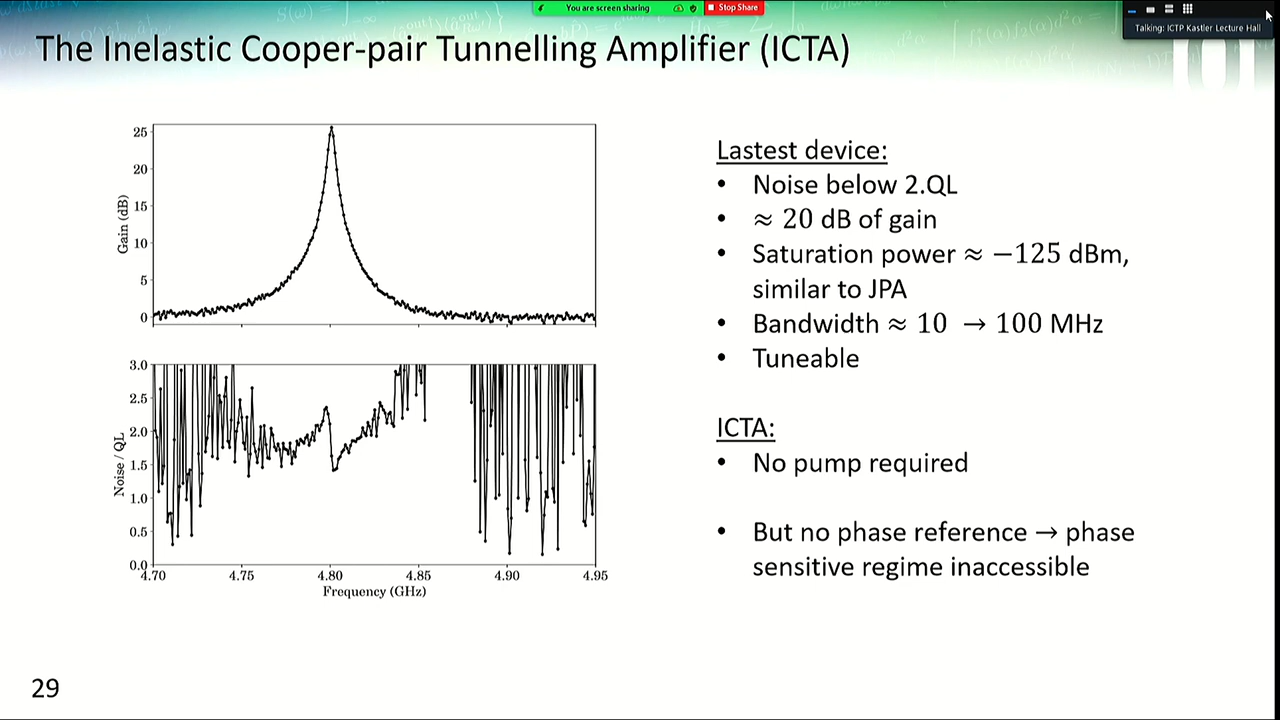 You are screen sharing
Stop Share
Talking: ICTP Kastler Lecture Hall
The Inelastic Cooper-pair Tunnelling Amplifier (ICTA)
25
20
15
10
5
0
Gain (dB)
3.0
2.5
2.0
1.5
1.0
0.5
0.0
Noise / QL
4.70 4.75 4.80 4.85 4.90 4.95
Frequency (GHz)
Lastest device:
• Noise below 2.QL
• ≈ 20 dB of gain
• Saturation power ≈ −125 dBm,
similar to JPA
• Bandwidth ≈ 10 → 100 MHz
• Tuneable
ICTA:
• No pump required
• But no phase reference → phase
sensitive regime inaccessible
29